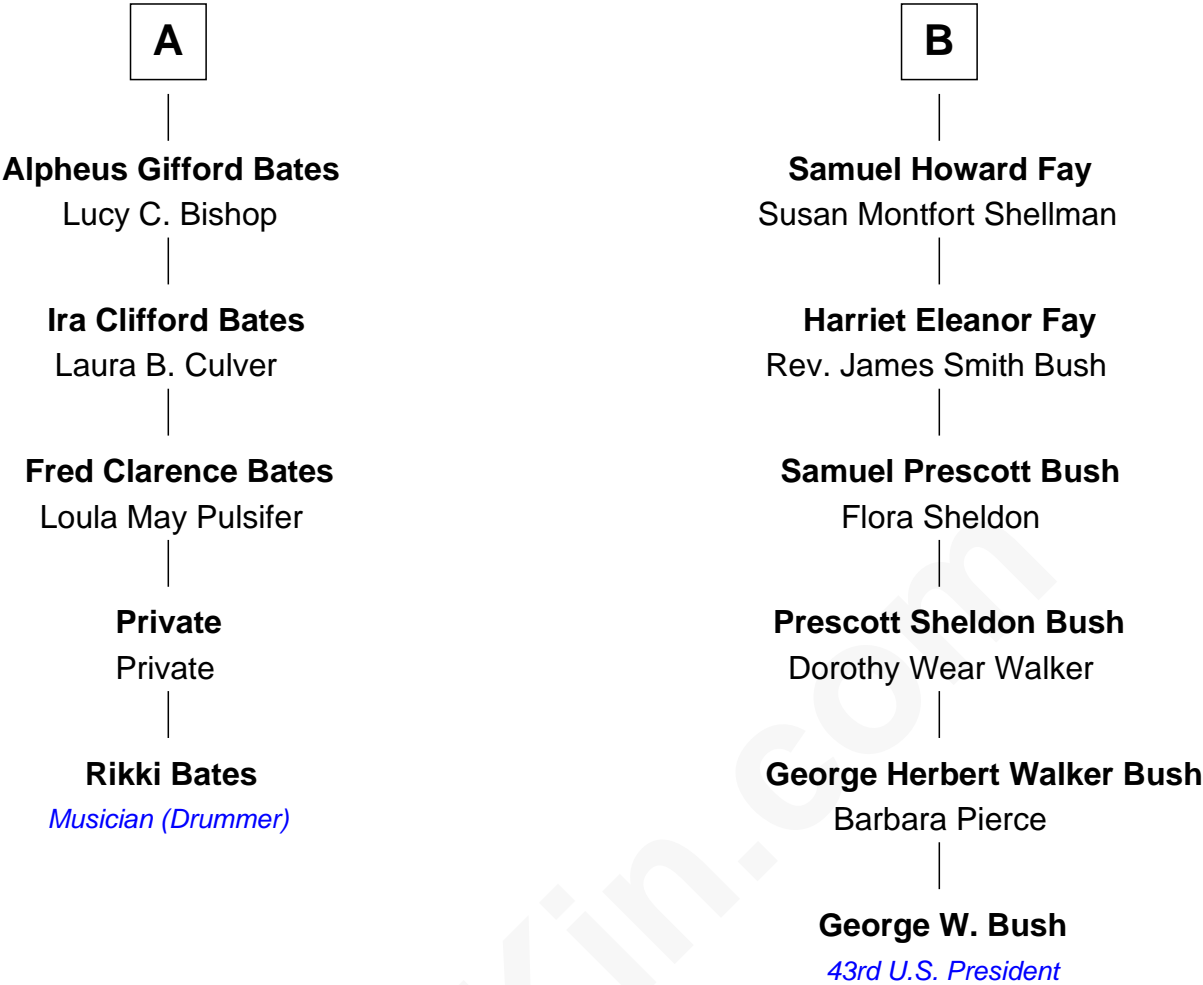 A
Alpheus Gifford Bates
Lucy C. Bishop
Ira Clifford Bates
Laura B. Culver
Fred Clarence Bates
Loula May Pulsifer
Private
Private
Rikki Bates
Musician (Drummer)
B
Samuel Howard Fay
Susan Montfort Shellman
Harriet Eleanor Fay
Rev. James Smith Bush
Samuel Prescott Bush
Flora Sheldon
Prescott Sheldon Bush
Dorothy Wear Walker
George Herbert Walker Bush
Barbara Pierce
George W. Bush
43rd U.S. President
Kin.com